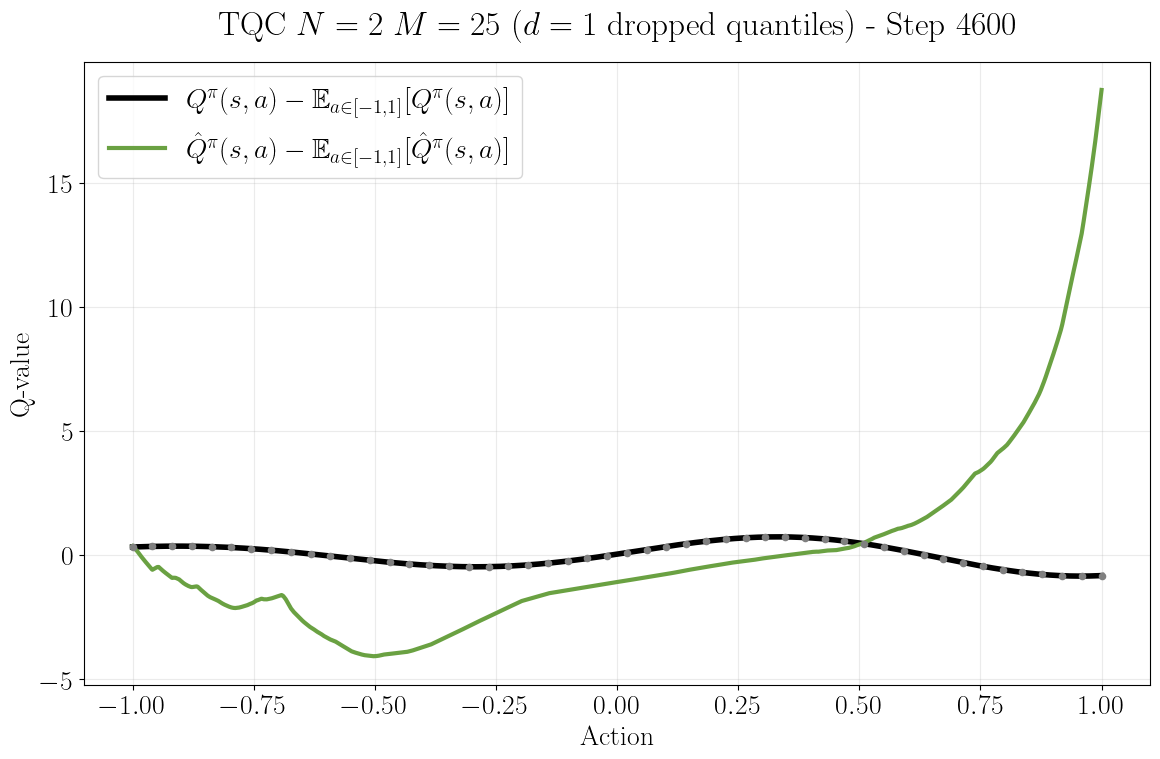 TQC N = 2 M = 25 (d = 1 dropped quantiles) - Step 4600
Q^π(s, a) − 𝔼_{a∈[−1,1]}[Q^π(s, a)]
Q̂^π(s, a) − 𝔼_{a∈[−1,1]}[Q̂^π(s, a)]
15
10
5
0
−5
Q-value
−1.00 −0.75 −0.50 −0.25 0.00 0.25 0.50 0.75 1.00
Action